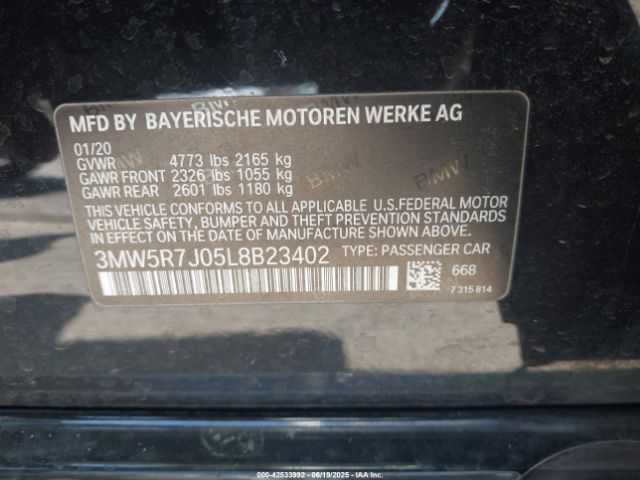 MFD BY BAYERISCHE MOTOREN WERKE AG
01/20
GVWR 4773 lbs 2165 kg
GAWR FRONT 2326 lbs 1055 kg
GAWR REAR 2601 lbs 1180 kg
THIS VEHICLE CONFORMS TO ALL APPLICABLE U.S.FEDERAL MOTOR
VEHICLE SAFETY, BUMPER AND THEFT PREVENTION STANDARDS
IN EFFECT ON THE DATE OF MANUFACTURE SHOWN ABOVE.
3MW5R7J05L8B23402 TYPE: PASSENGER CAR
668
7 315 814
000-42533992 - 06/19/2025 - IAA Inc.